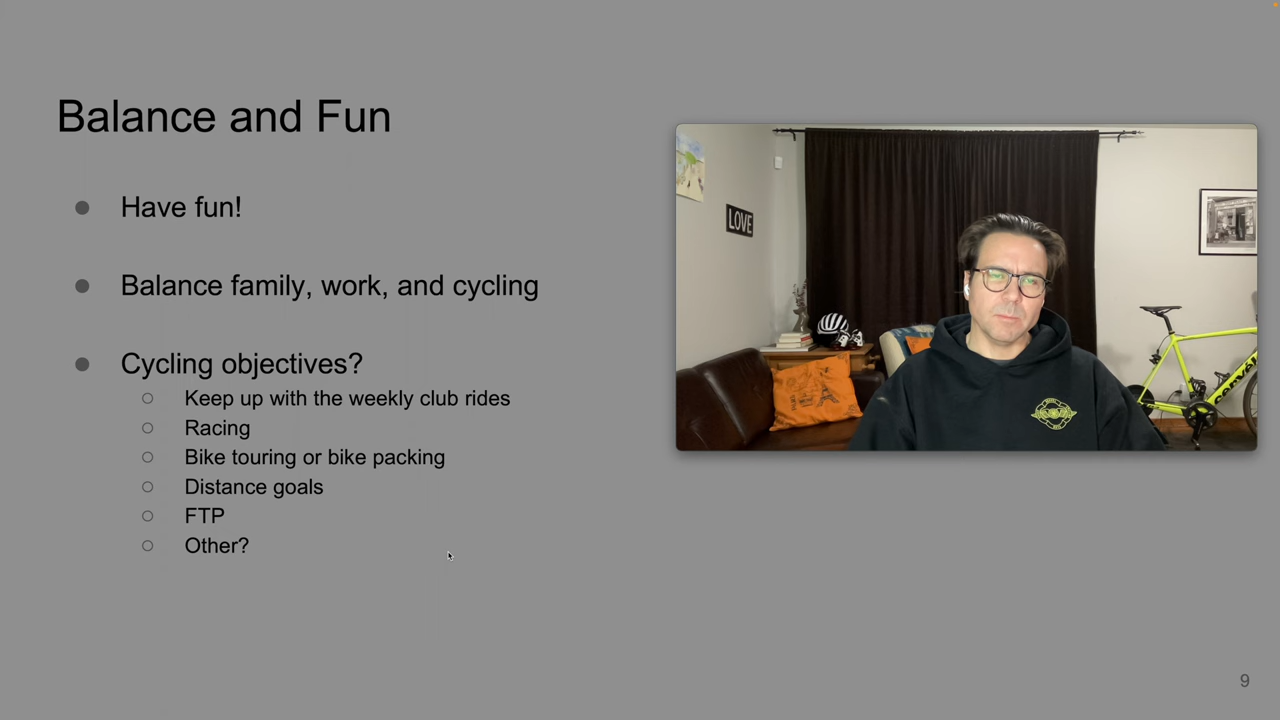 Balance and Fun
Have fun!
Balance family, work, and cycling
Cycling objectives?
Keep up with the weekly club rides
Racing
Bike touring or bike packing
Distance goals
FTP
Other?
LOVE
9